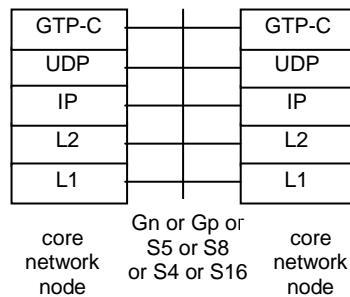 GTP-C GTP-C
UDP UDP
IP IP
L2 L2
L1 L1
core
network
node
Gn or Gp or
S5 or S8
or S4 or S16
core
network
node